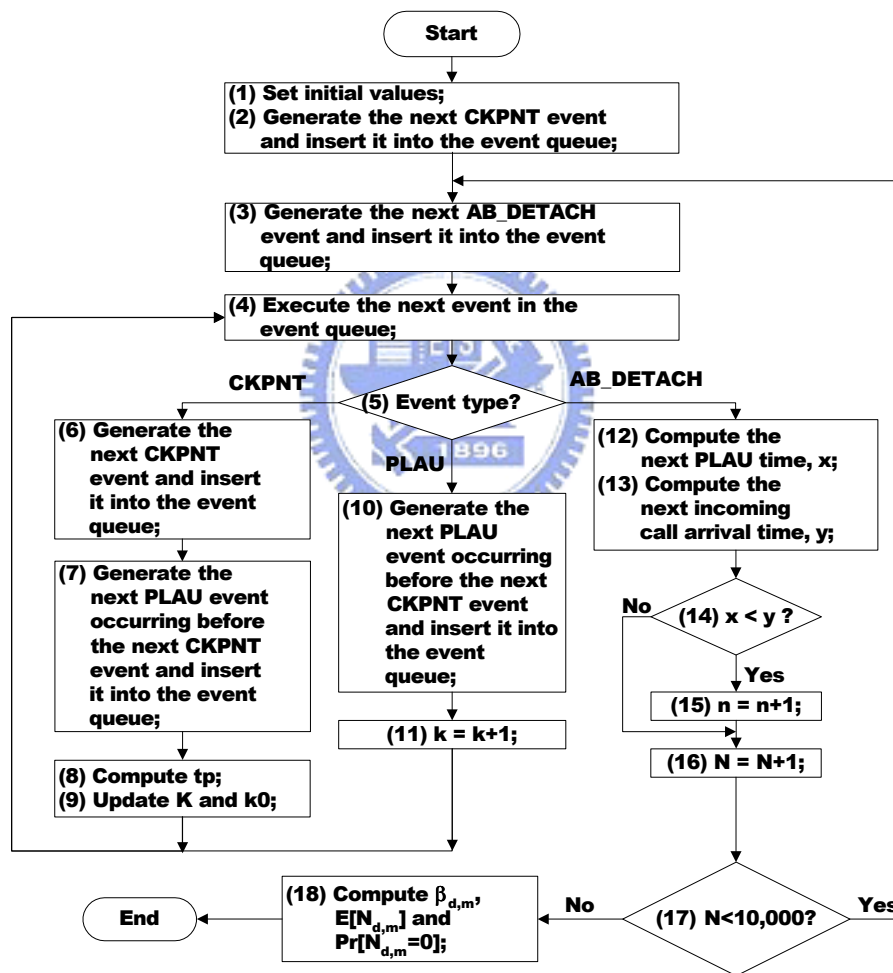 Start
(1) Set initial values;
(2) Generate the next CKPNT event
and insert it into the event queue;
(3) Generate the next AB_DETACH
event and insert it into the event
queue;
(4) Execute the next event in the
event queue;
CKPNT
AB_DETACH
(5) Event type?
PLAU
1896
(6) Generate the
next CKPNT
event and insert
it into the event
queue;
(7) Generate the
next PLAU event
occurring before
the next CKPNT
event and insert
it into the event
queue;
(8) Compute tp;
(9) Update K and k0;
(10) Generate the
next PLAU
event occurring
before the next
CKPNT event
and insert it into
the event
queue;
(11) k = k+1;
(12) Compute the
next PLAU time, x;
(13) Compute the
next incoming
call arrival time, y;
No
(14) x < y ?
Yes
(15) n = n+1;
(16) N = N+1;
(17) N<10,000?
Yes
No
(18) Compute β_{d,m},
E[N_{d,m}] and
Pr[N_{d,m}=0];
End